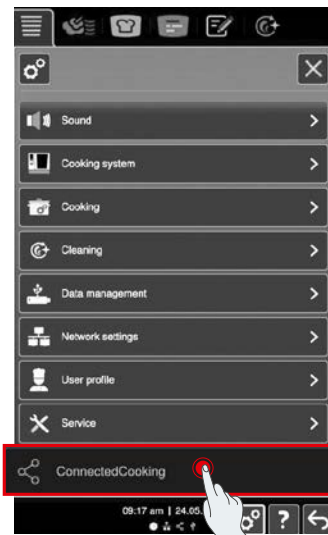 Sound
Cooking system
Cooking
Cleaning
Data management
Network settings
User profile
Service
ConnectedCooking
09:17 am | 24.05.
?